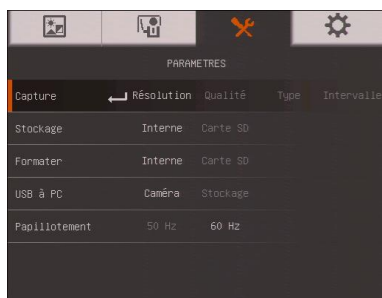 PARAMETRES
Capture Résolution Qualité Type Intervalle
Stockage Interne Carte SD
Formater Interne Carte SD
USB à PC Caméra Stockage
Papillotement 50 Hz 60 Hz